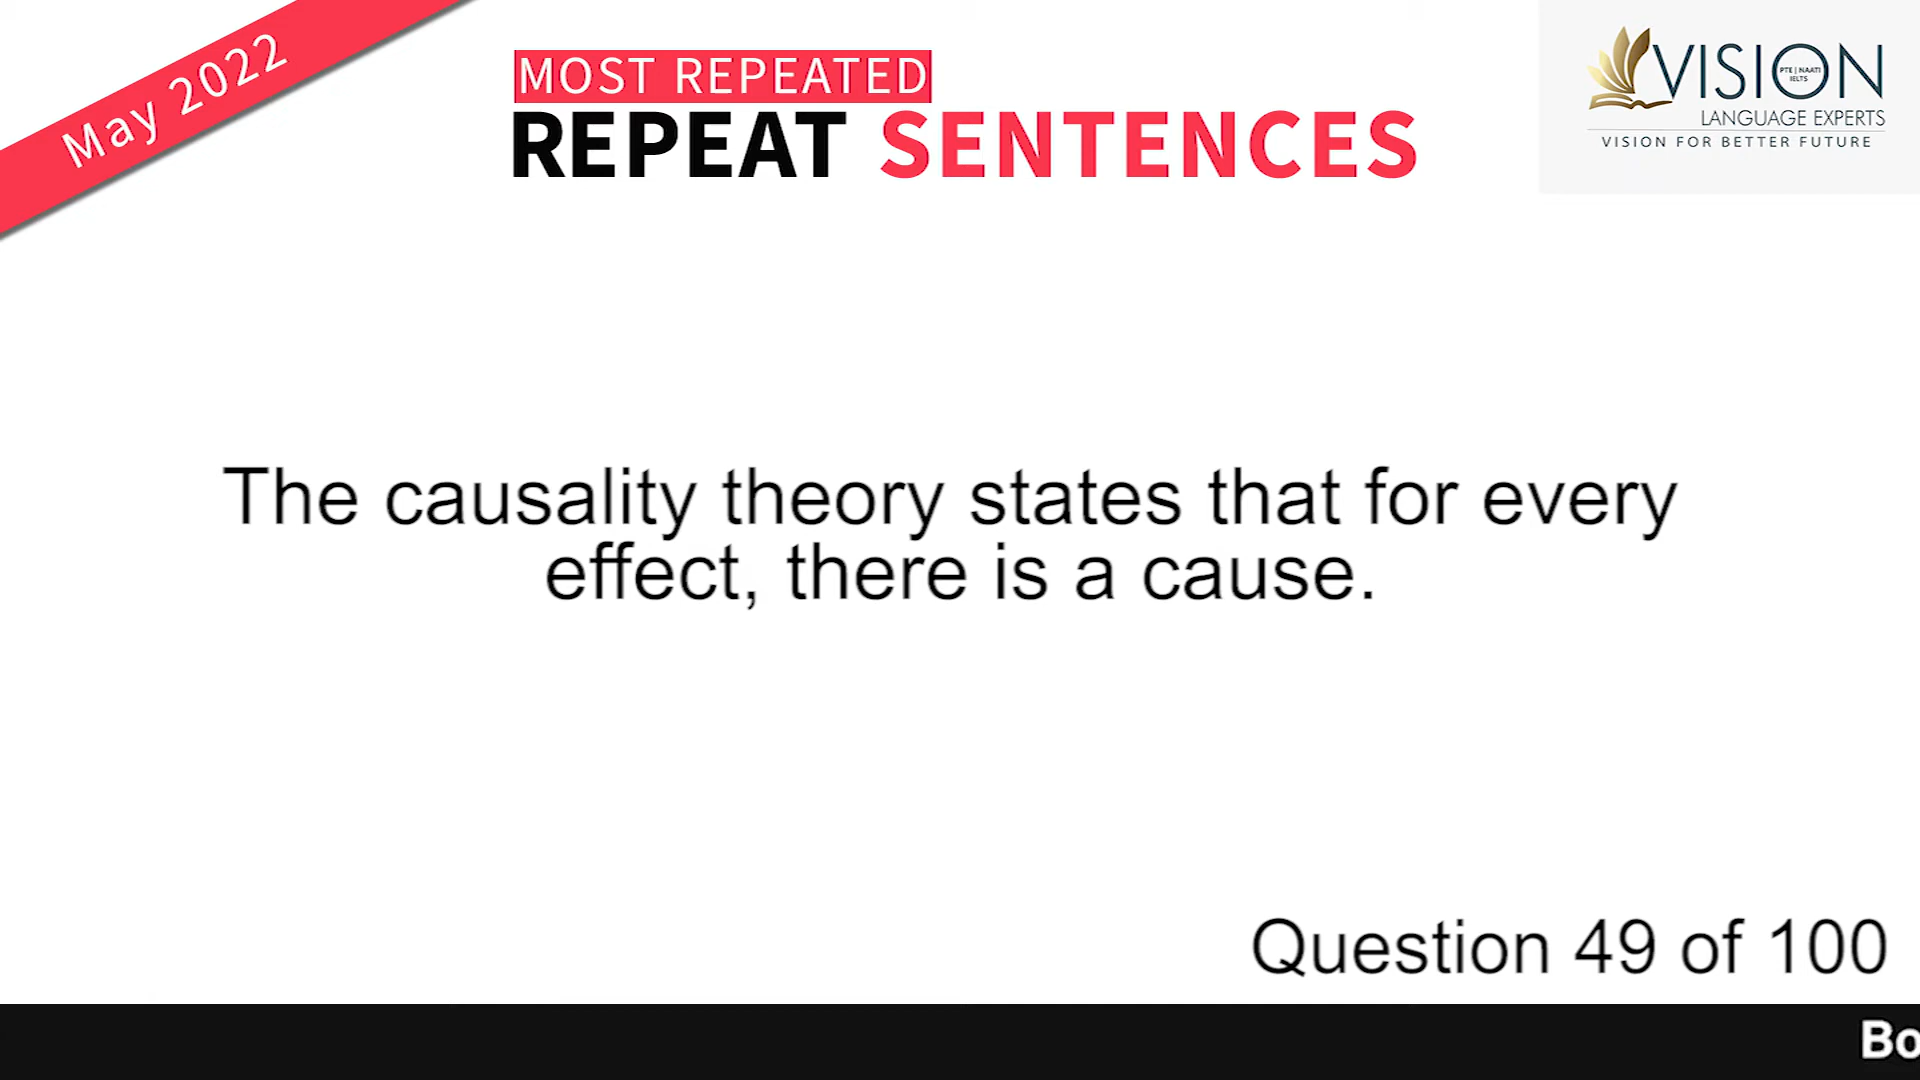 May 2022
MOST REPEATED
REPEAT SENTENCES
VISION
PTE | NAATI
IELTS
LANGUAGE EXPERTS
VISION FOR BETTER FUTURE
The causality theory states that for every
effect, there is a cause.
Question 49 of 100
Bo